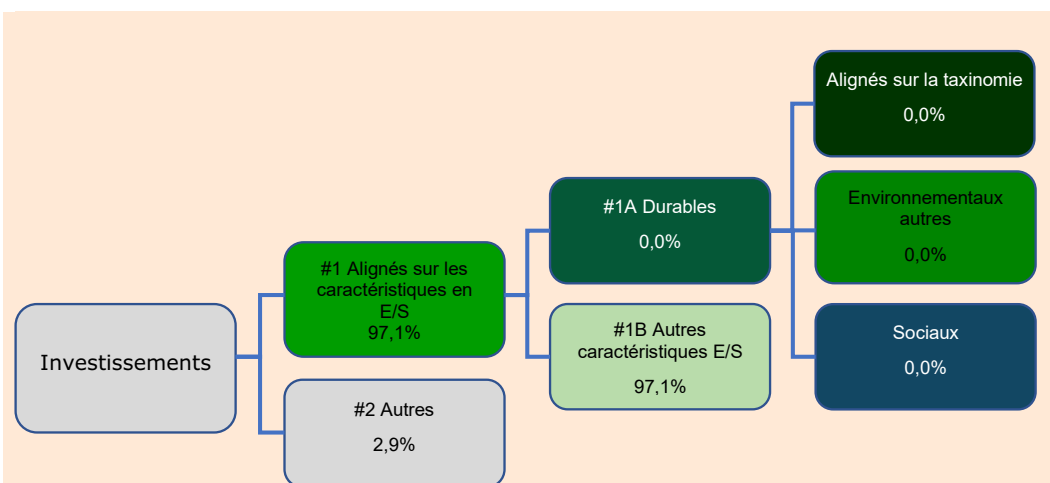 Investissements
#1 Alignés sur les
caractéristiques en
E/S
97,1%
#2 Autres
2,9%
#1A Durables
0,0%
#1B Autres
caractéristiques E/S
97,1%
Alignés sur la taxinomie
0,0%
Environnementaux
autres
0,0%
Sociaux
0,0%